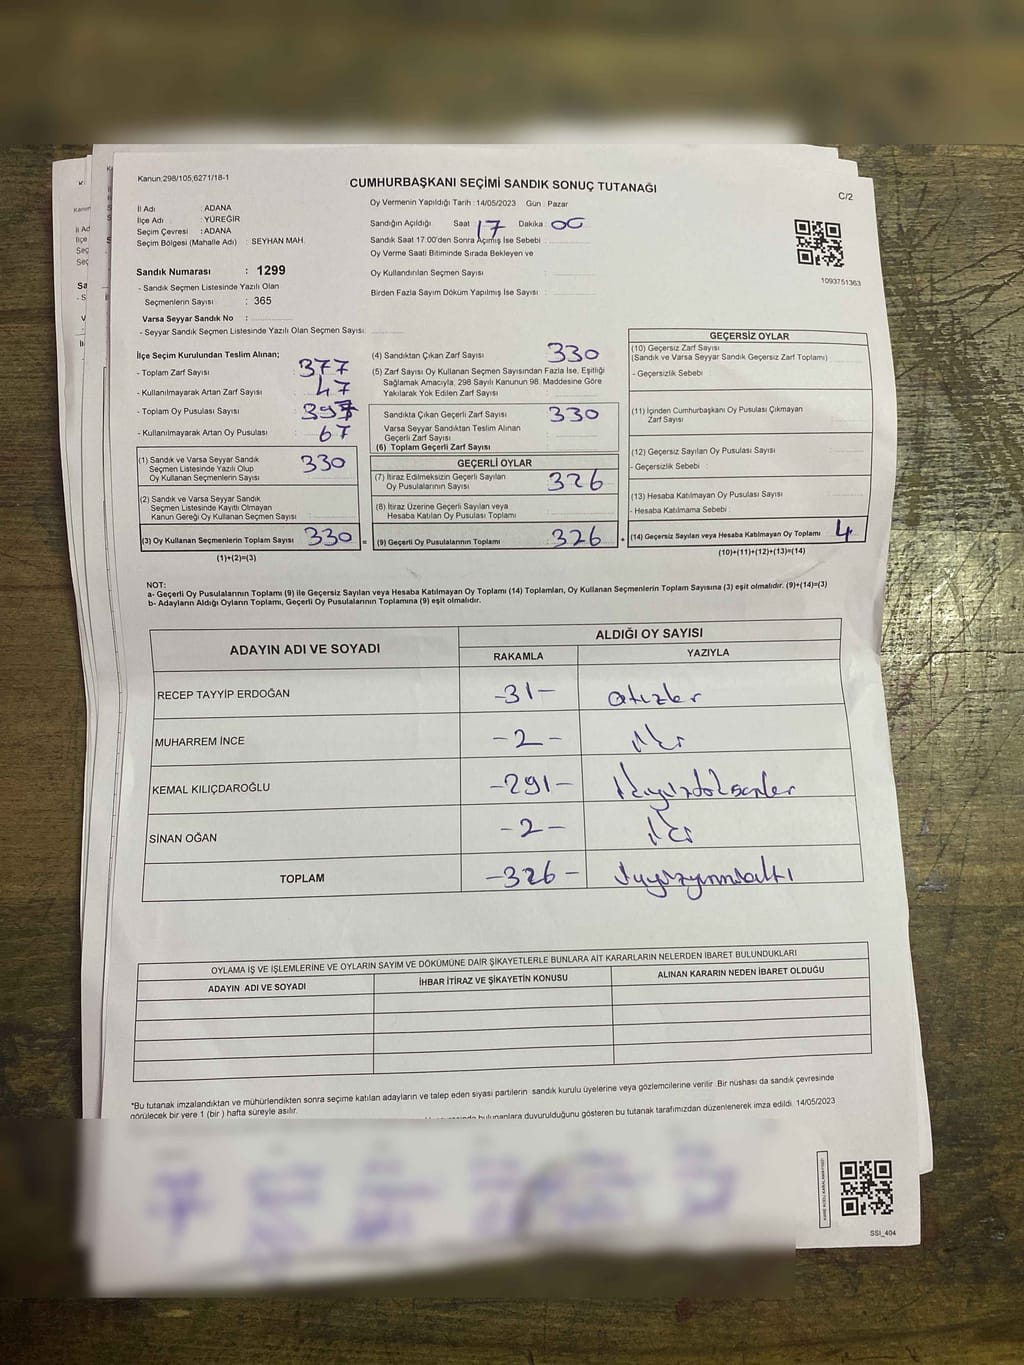 Kanun:298/105,6271/18-1
CUMHURBAŞKANI SEÇİMİ SANDIK SONUÇ TUTANAĞI
C/2
İl Adı : ADANA
İlçe Adı : YÜREĞİR
Seçim Çevresi : ADANA
Seçim Bölgesi (Mahalle Adı) : SEYHAN MAH.
Oy Vermenin Yapıldığı Tarih : 14/05/2023 Gün : Pazar
Sandığın Açıldığı Saat 17 Dakika 00
Sandık Saat 17:00'den Sonra Açılmış İse Sebebi :
Oy Verme Saati Bitiminde Sırada Bekleyen ve
Oy Kullandırılan Seçmen Sayısı :
Birden Fazla Sayım Döküm Yapılmış İse Sayısı :
1093751363
Sandık Numarası : 1299
- Sandık Seçmen Listesinde Yazılı Olan
Seçmenlerin Sayısı : 365
Varsa Seyyar Sandık No :
- Seyyar Sandık Seçmen Listesinde Yazılı Olan Seçmen Sayısı:
İlçe Seçim Kurulundan Teslim Alınan;
- Toplam Zarf Sayısı : 377
- Kullanılmayarak Artan Zarf Sayısı : 47
- Toplam Oy Pusulası Sayısı : 397
- Kullanılmayarak Artan Oy Pusulası : 67
(1) Sandık ve Varsa Seyyar Sandık
Seçmen Listesinde Yazılı Olup
Oy Kullanan Seçmenlerin Sayısı : 330
(2) Sandık ve Varsa Seyyar Sandık
Seçmen Listesinde Kayıtlı Olmayan
Kanun Gereği Oy Kullanan Seçmen Sayısı :
(3) Oy Kullanan Seçmenlerin Toplam Sayısı 330 =
(1)+(2)=(3)
(4) Sandıktan Çıkan Zarf Sayısı : 330
(5) Zarf Sayısı Oy Kullanan Seçmen Sayısından Fazla İse, Eşitliği
Sağlamak Amacıyla, 298 Sayılı Kanunun 98. Maddesine Göre
Yakılarak Yok Edilen Zarf Sayısı :
Sandıkta Çıkan Geçerli Zarf Sayısı : 330
Varsa Seyyar Sandıktan Teslim Alınan
Geçerli Zarf Sayısı :
(6) Toplam Geçerli Zarf Sayısı
GEÇERLİ OYLAR
(7) İtiraz Edilmeksizin Geçerli Sayılan
Oy Pusulalarının Sayısı : 326
(8) İtiraz Üzerine Geçerli Sayılan veya
Hesaba Katılan Oy Pusulası Toplamı :
(9) Geçerli Oy Pusulalarının Toplamı : 326 +
GEÇERSİZ OYLAR
(10) Geçersiz Zarf Sayısı
(Sandık ve Varsa Seyyar Sandık Geçersiz Zarf Toplamı) :
- Geçersizlik Sebebi :
(11) İçinden Cumhurbaşkanı Oy Pusulası Çıkmayan
Zarf Sayısı :
(12) Geçersiz Sayılan Oy Pusulası Sayısı :
- Geçersizlik Sebebi :
(13) Hesaba Katılmayan Oy Pusulası Sayısı :
- Hesaba Katılmama Sebebi :
(14) Geçersiz Sayılan veya Hesaba Katılmayan Oy Toplamı : 4
(10)+(11)+(12)+(13)=(14)
NOT:
a- Geçerli Oy Pusulalarının Toplamı (9) ile Geçersiz Sayılan veya Hesaba Katılmayan Oy Toplamı (14) Toplamları, Oy Kullanan Seçmenlerin Toplam Sayısına (3) eşit olmalıdır. (9)+(14)=(3)
b- Adayların Aldığı Oyların Toplamı, Geçerli Oy Pusulalarının Toplamına (9) eşit olmalıdır.
ADAYIN ADI VE SOYADI
ALDIĞI OY SAYISI
RAKAMLA YAZIYLA
RECEP TAYYİP ERDOĞAN -31-
MUHARREM İNCE -2- iki
KEMAL KILIÇDAROĞLU -291-
SİNAN OĞAN -2- iki
TOPLAM -326-
OYLAMA İŞ VE İŞLEMLERİNE VE OYLARIN SAYIM VE DÖKÜMÜNE DAİR ŞİKAYETLERLE BUNLARA AİT KARARLARIN NELERDEN İBARET BULUNDUKLARI
ADAYIN ADI VE SOYADI İHBAR İTİRAZ VE ŞİKAYETİN KONUSU ALINAN KARARIN NEDEN İBARET OLDUĞU
*Bu tutanak imzalandıktan ve mühürlendikten sonra seçime katılan adayların ve talep eden siyasi partilerin sandık kurulu üyelerine veya gözlemcilerine verilir. Bir nüshası da sandık çevresinde
görülecek bir yere 1 (bir ) hafta süreyle asılır.
bulunanlara duyurulduğunu gösteren bu tutanak tarafımızdan düzenlenerek imza edildi. 14/05/2023
SSİ_404